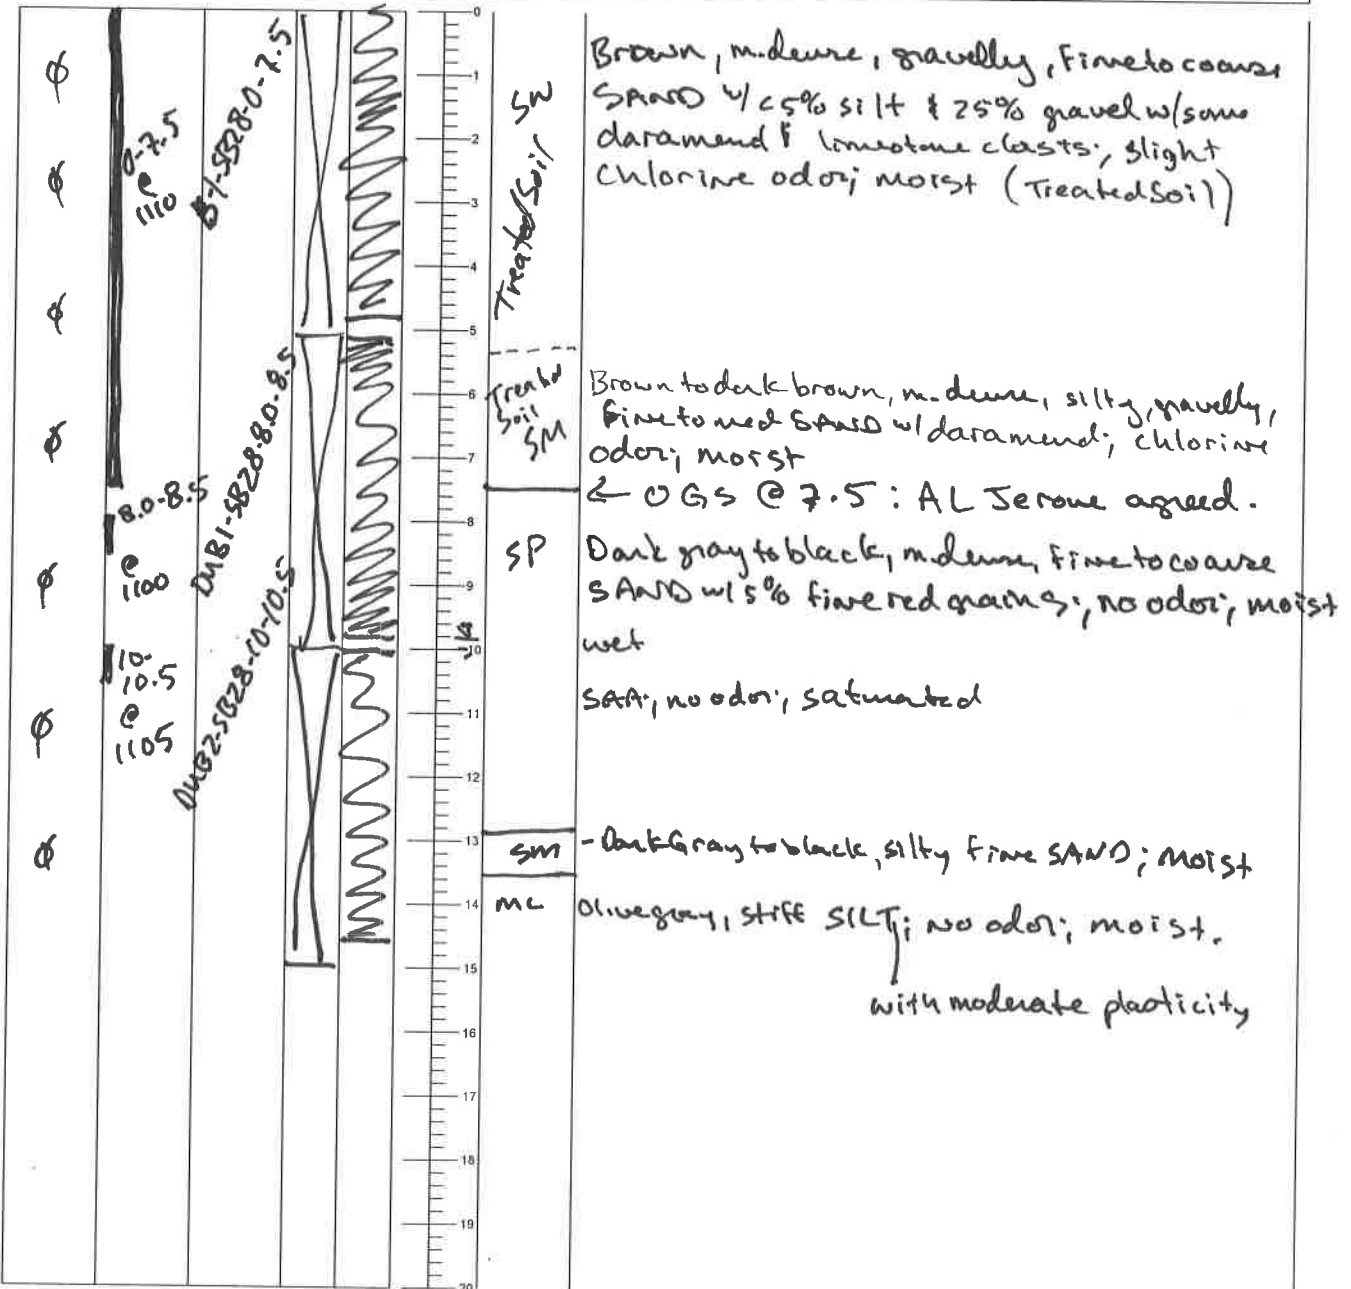 Ø
Ø
Ø
Ø
Ø
Ø
Ø
0-7.5
@
1110
8.0-8.5
@
1100
10-
10.5
@
1105
SB28-0-7.5
DUB1-SB28-8.0-8.5
DUB2-SB28-10-10.5
0
1
2
3
4
5
6
7
8
9
10
11
12
13
14
15
16
17
18
19
20
Treated Soil SW
Treated
Soil
SM
SP
SM
ML
Brown, m.dense, gravelly, Fine to coarse
SAND w/ <5% silt & 25% gravel w/ some
daramend & limestone clasts; slight
Chlorine odor; moist (Treated Soil)
Brown to dark brown, m.dense, silty, gravelly,
Fine to med SAND w/ daramend; chlorine
odor; moist
← OGS @ 7.5: AL Jerome agreed.
Dark gray to black, m.dense, fine to coarse
SAND w/ 5% fine red grains; no odor; moist
wet
SAA; no odor; saturated
- Dark Gray to black, silty Fine SAND; Moist
Olive gray, stiff SILT; no odor; moist.
with moderate plasticity